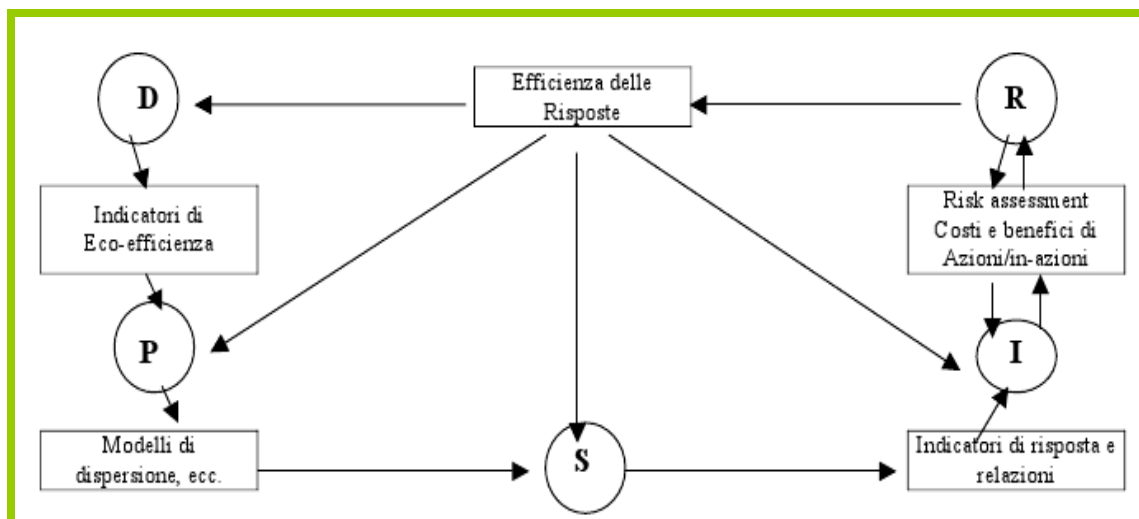 D
Efficienza delle
Risposte
R
Indicatori di
Eco-efficienza
Risk assessment
Costi e benefici di
Azioni/in-azioni
P
I
Modelli di
dispersione, ecc.
S
Indicatori di risposta e
relazioni